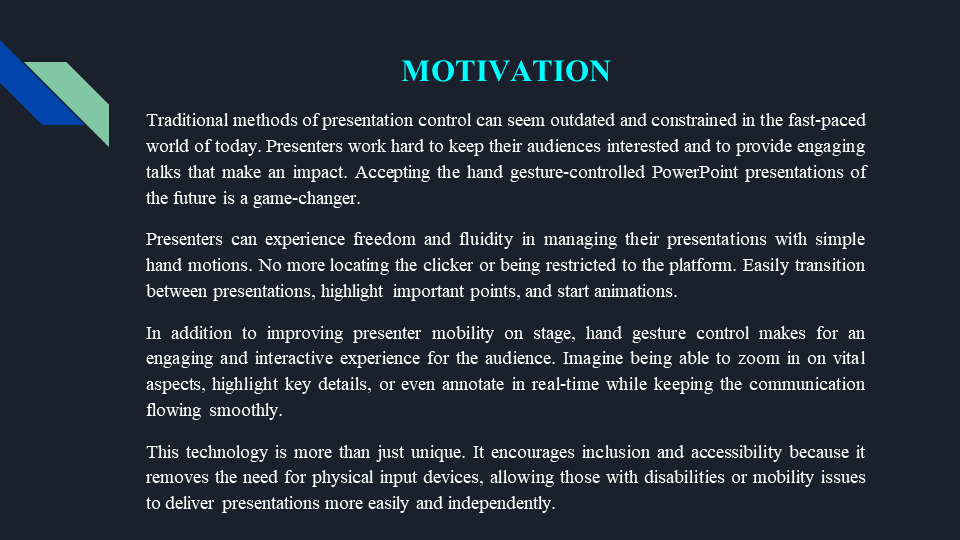 MOTIVATION
Traditional methods of presentation control can seem outdated and constrained in the fast-paced
world of today. Presenters work hard to keep their audiences interested and to provide engaging
talks that make an impact. Accepting the hand gesture-controlled PowerPoint presentations of
the future is a game-changer.
Presenters can experience freedom and fluidity in managing their presentations with simple
hand motions. No more locating the clicker or being restricted to the platform. Easily transition
between presentations, highlight important points, and start animations.
In addition to improving presenter mobility on stage, hand gesture control makes for an
engaging and interactive experience for the audience. Imagine being able to zoom in on vital
aspects, highlight key details, or even annotate in real-time while keeping the communication
flowing smoothly.
This technology is more than just unique. It encourages inclusion and accessibility because it
removes the need for physical input devices, allowing those with disabilities or mobility issues
to deliver presentations more easily and independently.